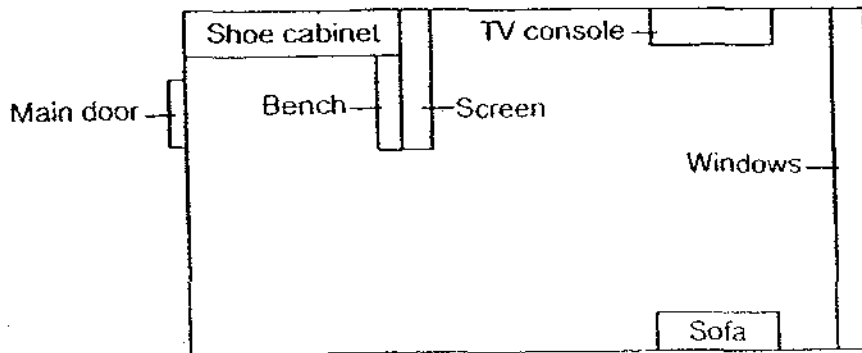 Shoe cabinet
TV console
Main door
Bench
Screen
Windows
Sofa